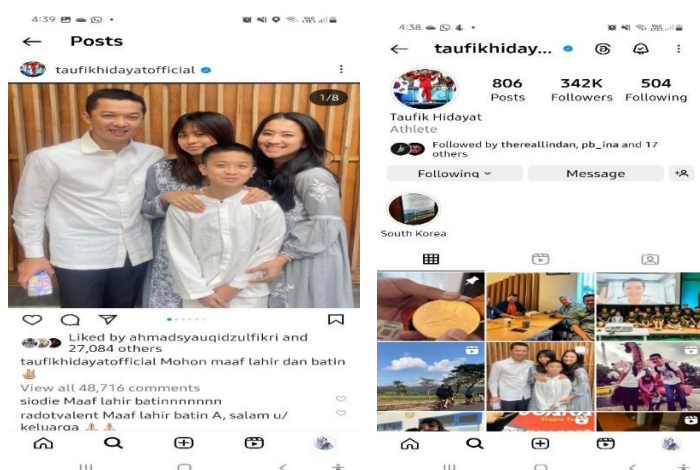 4:39
Posts
taufikhidayatofficial
1/8
Liked by ahmadsyauqidzulfikri and
27,084 others
taufikhidayatofficial Mohon maaf lahir dan batin
View all 48,716 comments
siodie Maaf lahir batinnnnnnn
radotvalent Maaf lahir batin A, salam u/
keluarga
4:38
taufikhiday...
806 342K 504
Posts Followers Following
Taufik Hidayat
Athlete
Followed by thereallindan, pb_ina and 17
others
Following Message
South Korea